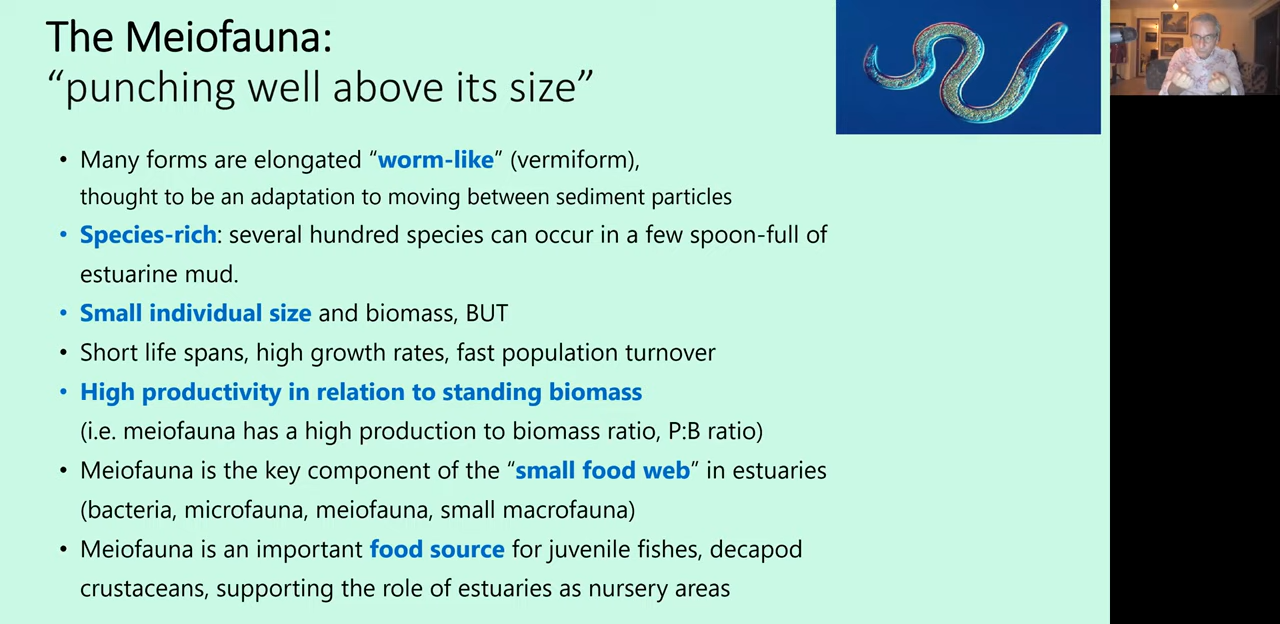 The Meiofauna:
“punching well above its size”
• Many forms are elongated “worm-like” (vermiform),
thought to be an adaptation to moving between sediment particles
• Species-rich: several hundred species can occur in a few spoon-full of
estuarine mud.
• Small individual size and biomass, BUT
• Short life spans, high growth rates, fast population turnover
• High productivity in relation to standing biomass
(i.e. meiofauna has a high production to biomass ratio, P:B ratio)
• Meiofauna is the key component of the “small food web” in estuaries
(bacteria, microfauna, meiofauna, small macrofauna)
• Meiofauna is an important food source for juvenile fishes, decapod
crustaceans, supporting the role of estuaries as nursery areas